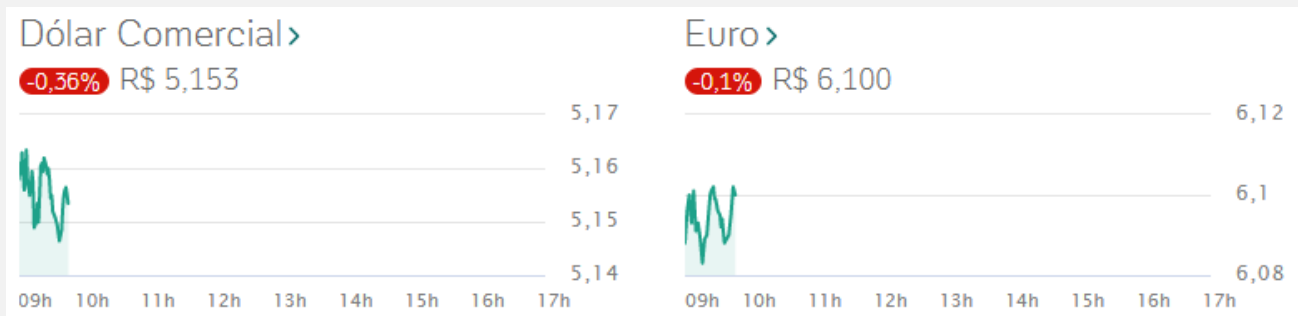 Dólar Comercial
-0,36% R$ 5,153
5,17
5,16
5,15
5,14
09h 10h 11h 12h 13h 14h 15h 16h 17h
Euro
-0,1% R$ 6,100
6,12
6,1
6,08
09h 10h 11h 12h 13h 14h 15h 16h 17h